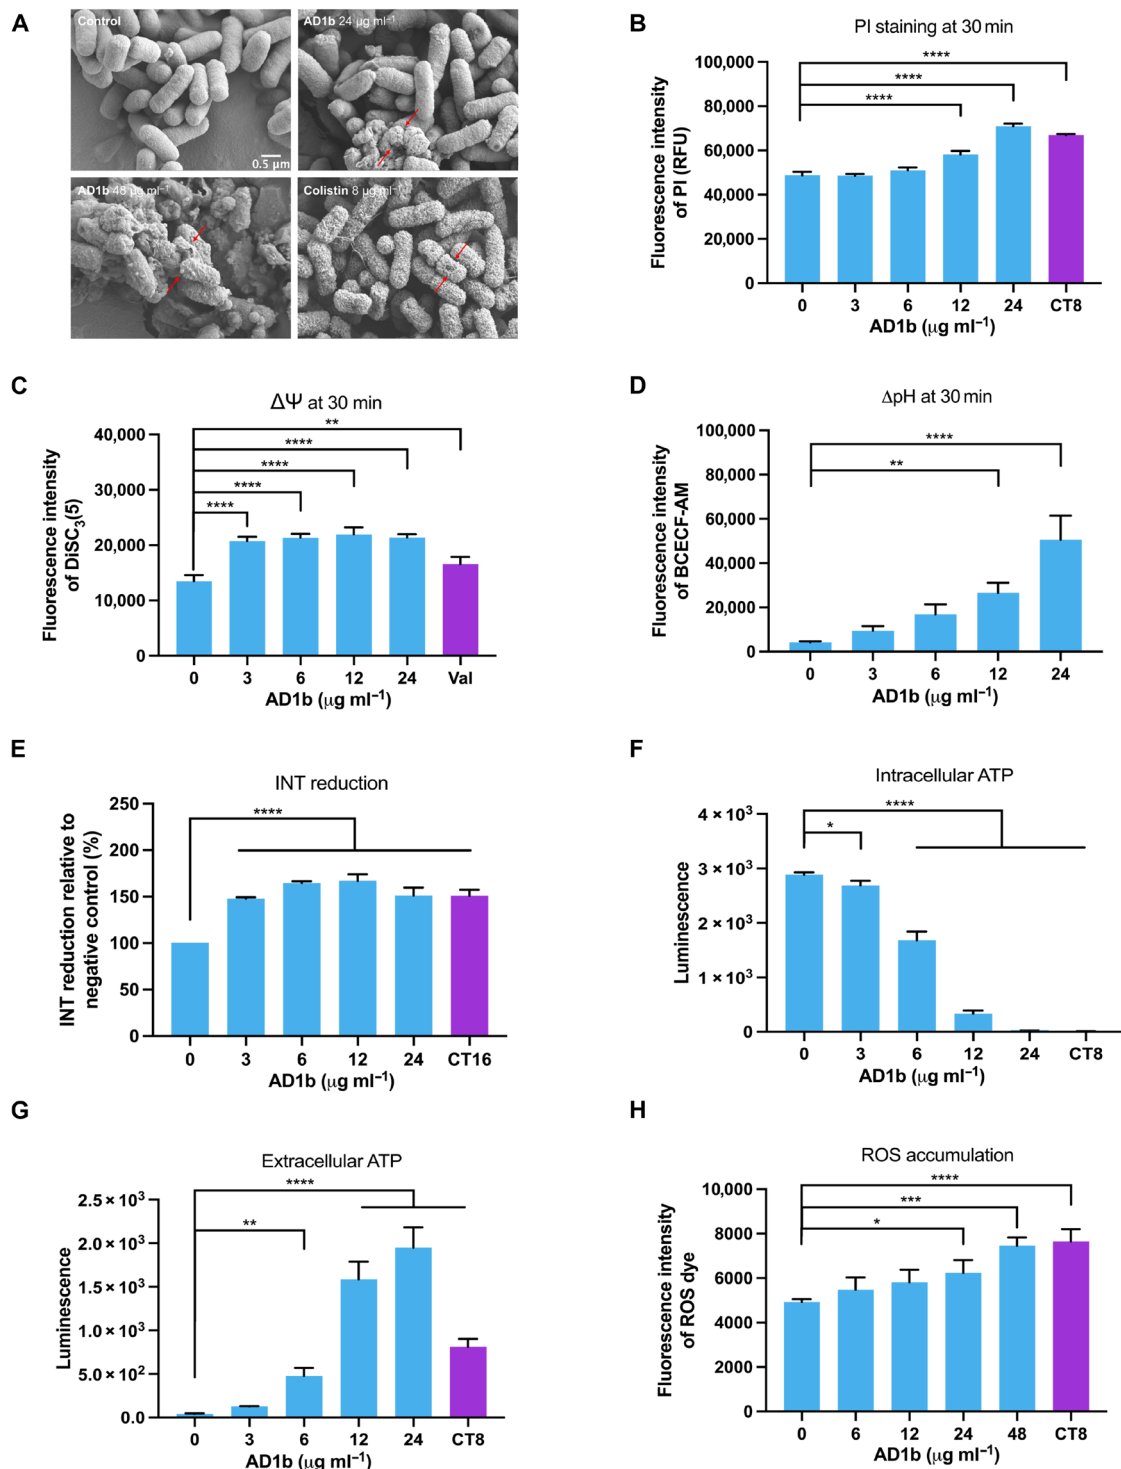 A
Control
AD1b 24 μg ml⁻¹
0.5 μm
AD1b 48 μg ml⁻¹
Colistin 8 μg ml⁻¹
B
PI staining at 30 min
Fluorescence intensity
of PI (RFU)
100,000
80,000
60,000
40,000
20,000
0
****
****
****
0 3 6 12 24 CT8
AD1b (μg ml⁻¹)
C
ΔΨ at 30 min
Fluorescence intensity
of DiSC₃(5)
40,000
30,000
20,000
10,000
0
**
****
****
****
****
0 3 6 12 24 Val
AD1b (μg ml⁻¹)
D
ΔpH at 30 min
Fluorescence intensity
of BCECF-AM
100,000
80,000
60,000
40,000
20,000
0
****
**
0 3 6 12 24
AD1b (μg ml⁻¹)
E
INT reduction
INT reduction relative to
negative control (%)
250
200
150
100
50
0
****
0 3 6 12 24 CT16
AD1b (μg ml⁻¹)
F
Intracellular ATP
Luminescence
4 × 10³
3 × 10³
2 × 10³
1 × 10³
0
****
*
0 3 6 12 24 CT8
AD1b (μg ml⁻¹)
G
Extracellular ATP
Luminescence
2.5 × 10³
2.0 × 10³
1.5 × 10³
1.0 × 10³
5.0 × 10²
0.0
****
**
0 3 6 12 24 CT8
AD1b (μg ml⁻¹)
H
ROS accumulation
Fluorescence intensity
of ROS dye
10,000
8000
6000
4000
2000
0
****
***
*
0 6 12 24 48 CT8
AD1b (μg ml⁻¹)